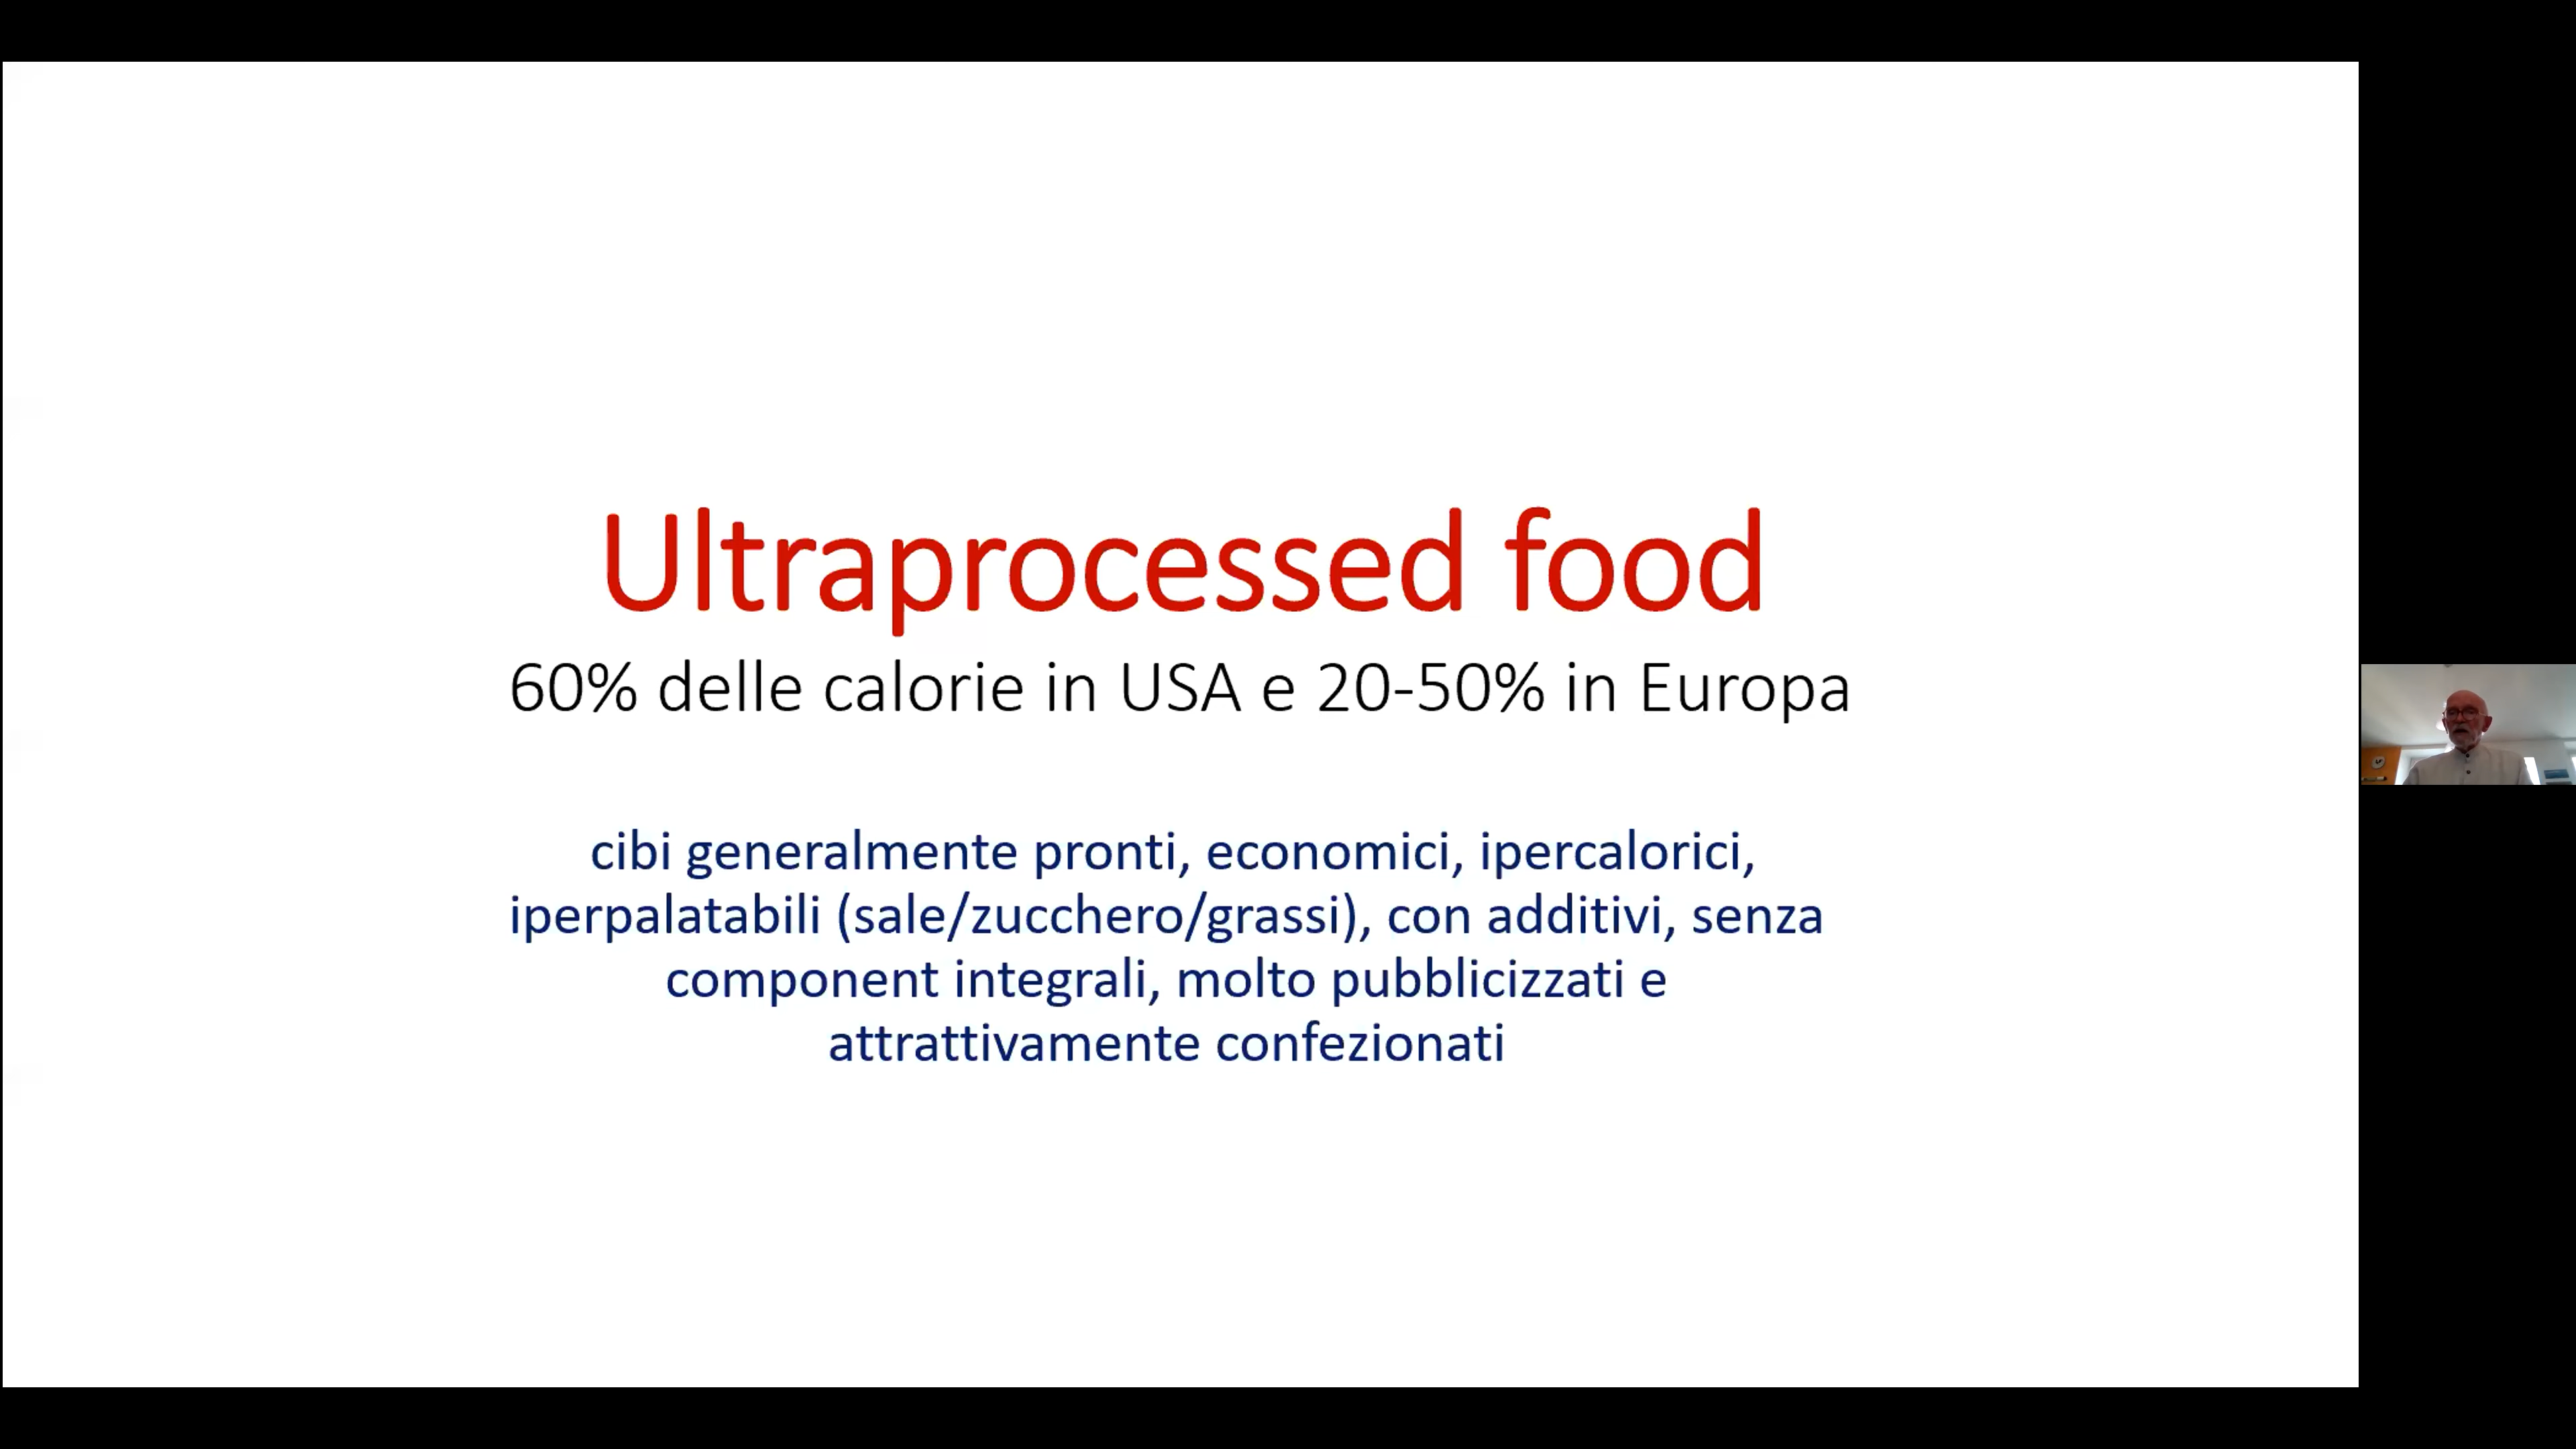 Ultraprocessed food
60% delle calorie in USA e 20-50% in Europa
cibi generalmente pronti, economici, ipercalorici,
iperpalatabili (sale/zucchero/grassi), con additivi, senza
component integrali, molto pubblicizzati e
attrattivamente confezionati